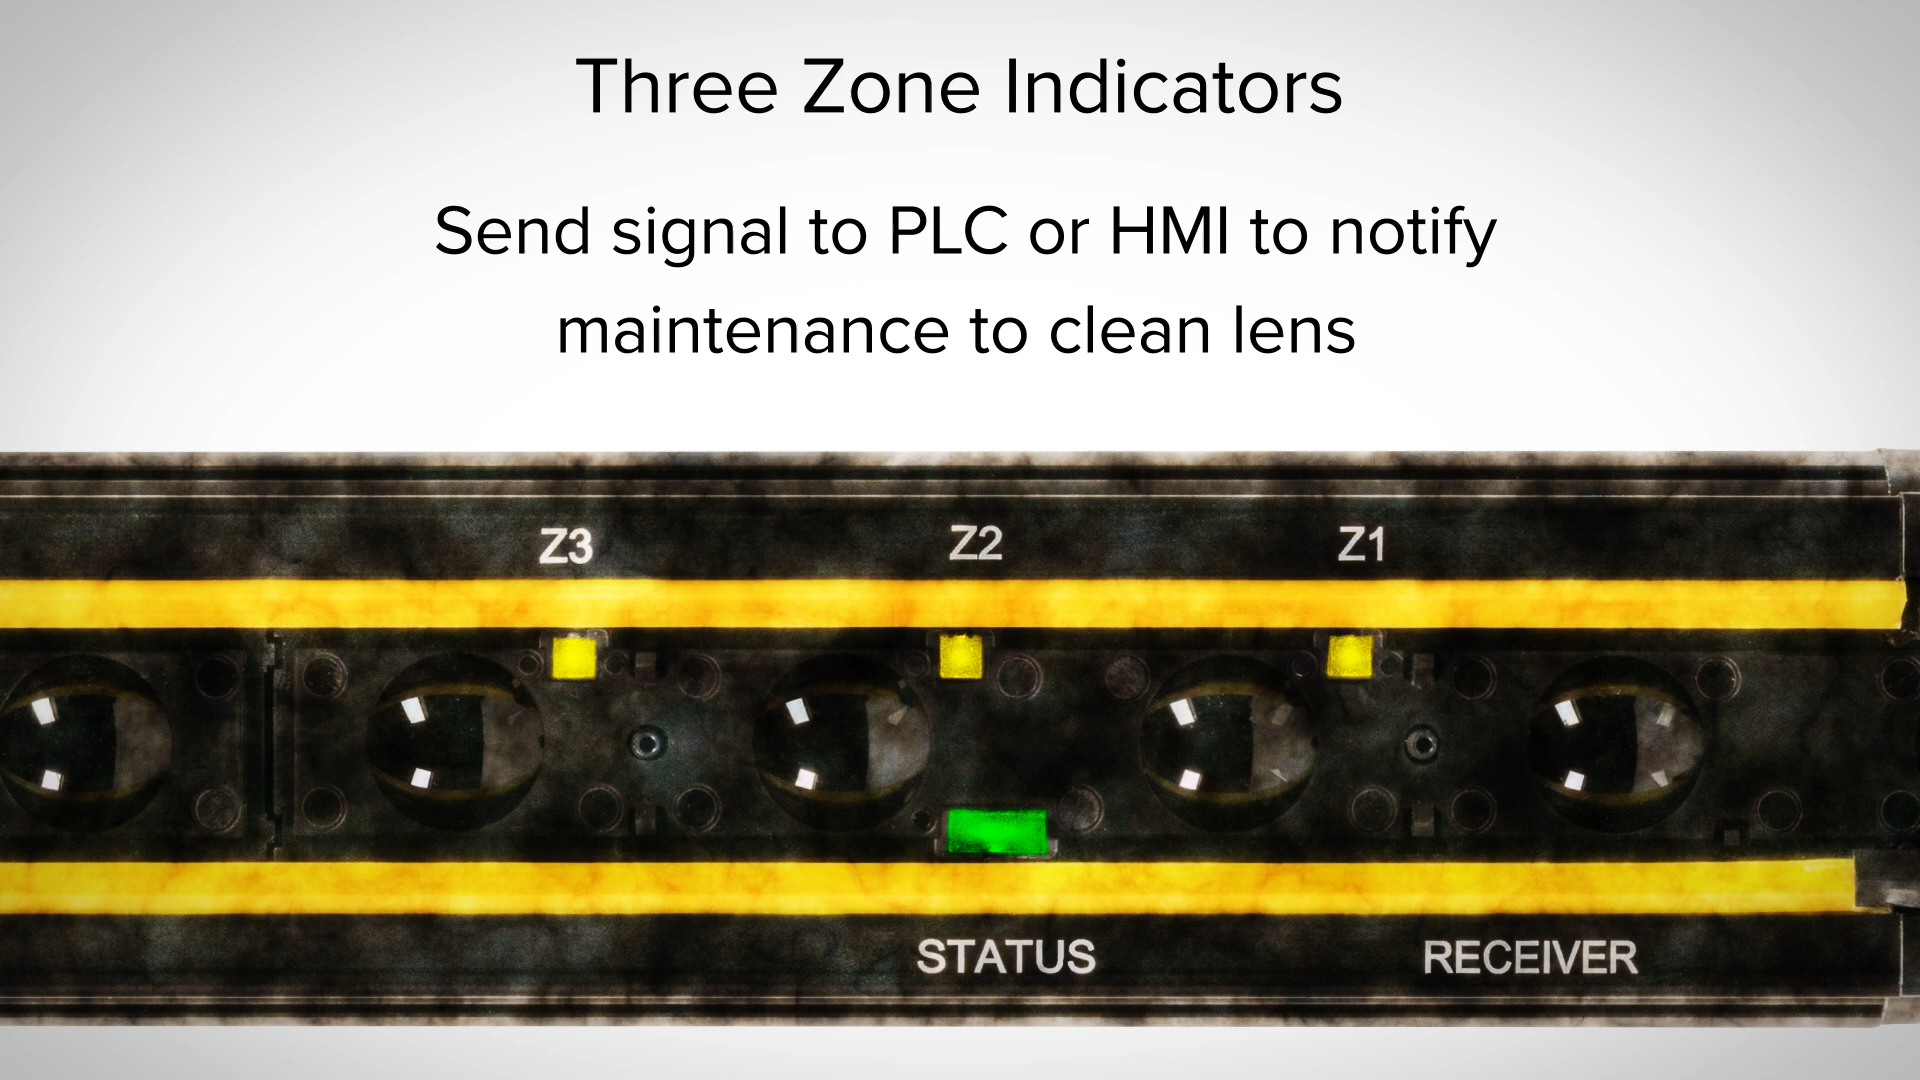 Three Zone Indicators
Send signal to PLC or HMI to notify
maintenance to clean lens
Z3 Z2 Z1
STATUS RECEIVER